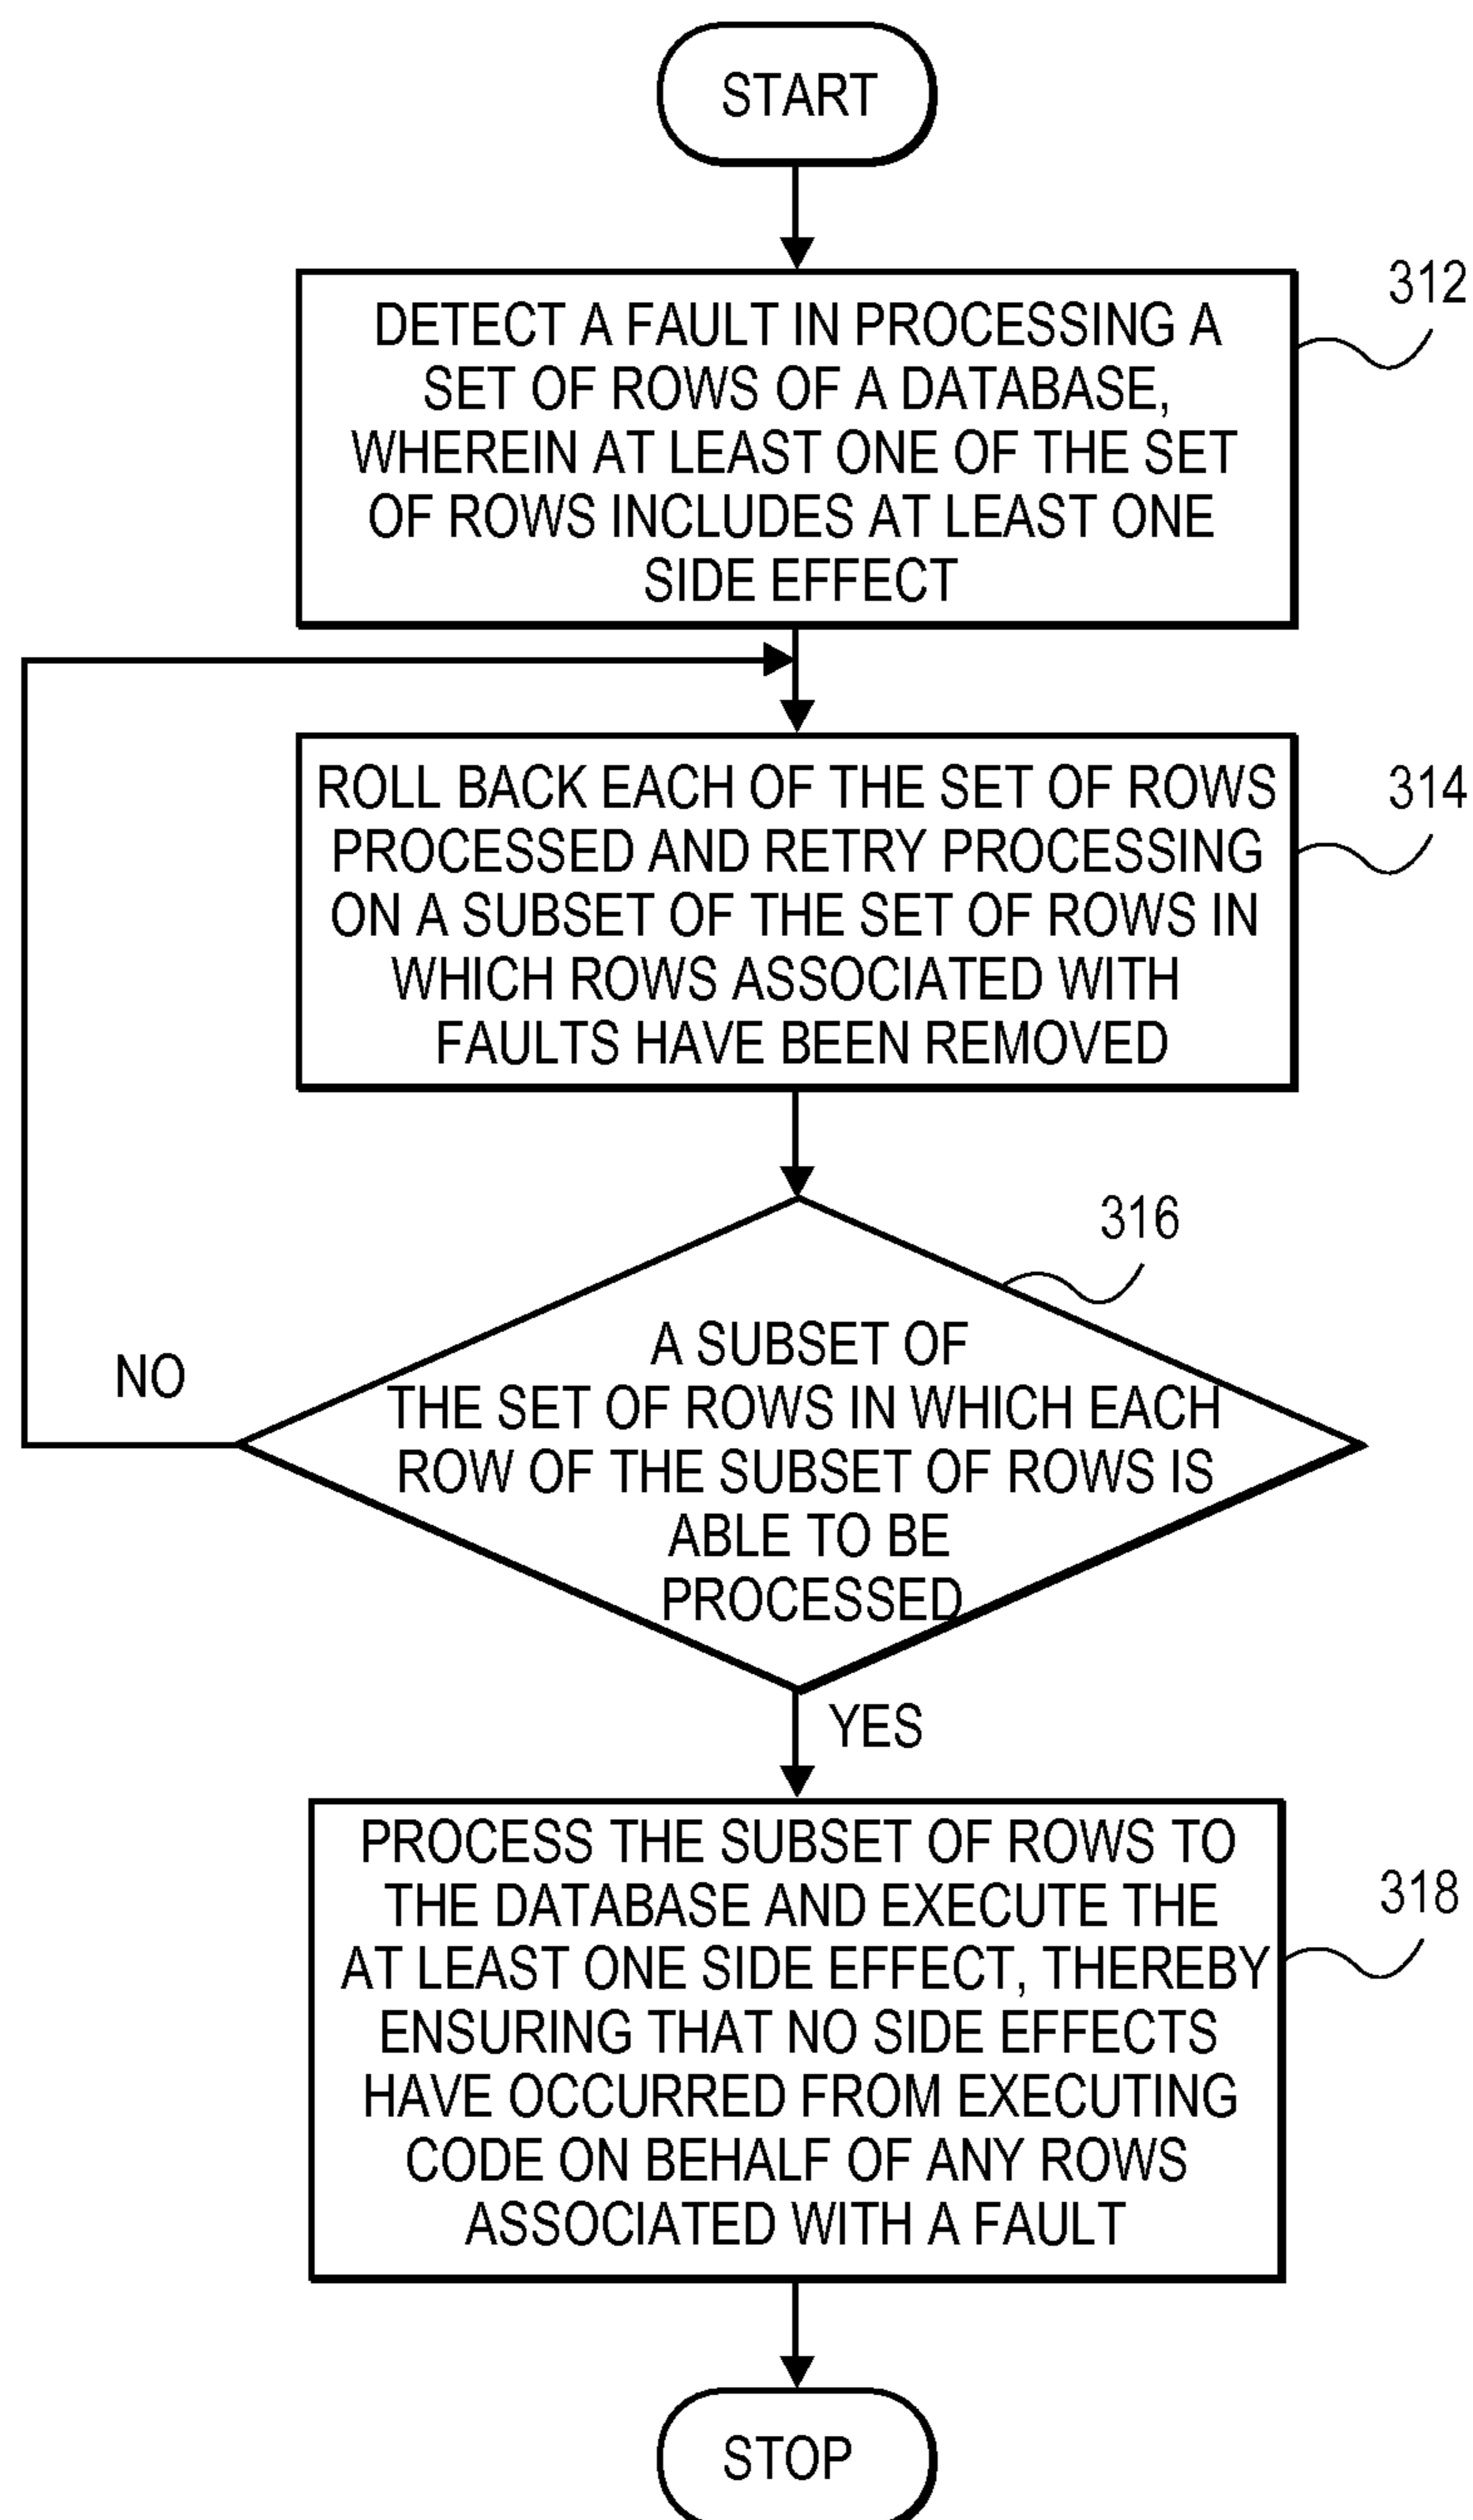 START
312
DETECT A FAULT IN PROCESSING A
SET OF ROWS OF A DATABASE,
WHEREIN AT LEAST ONE OF THE SET
OF ROWS INCLUDES AT LEAST ONE
SIDE EFFECT
314
ROLL BACK EACH OF THE SET OF ROWS
PROCESSED AND RETRY PROCESSING
ON A SUBSET OF THE SET OF ROWS IN
WHICH ROWS ASSOCIATED WITH
FAULTS HAVE BEEN REMOVED
316
A SUBSET OF
THE SET OF ROWS IN WHICH EACH
ROW OF THE SUBSET OF ROWS IS
ABLE TO BE
PROCESSED
NO
YES
318
PROCESS THE SUBSET OF ROWS TO
THE DATABASE AND EXECUTE THE
AT LEAST ONE SIDE EFFECT, THEREBY
ENSURING THAT NO SIDE EFFECTS
HAVE OCCURRED FROM EXECUTING
CODE ON BEHALF OF ANY ROWS
ASSOCIATED WITH A FAULT
STOP